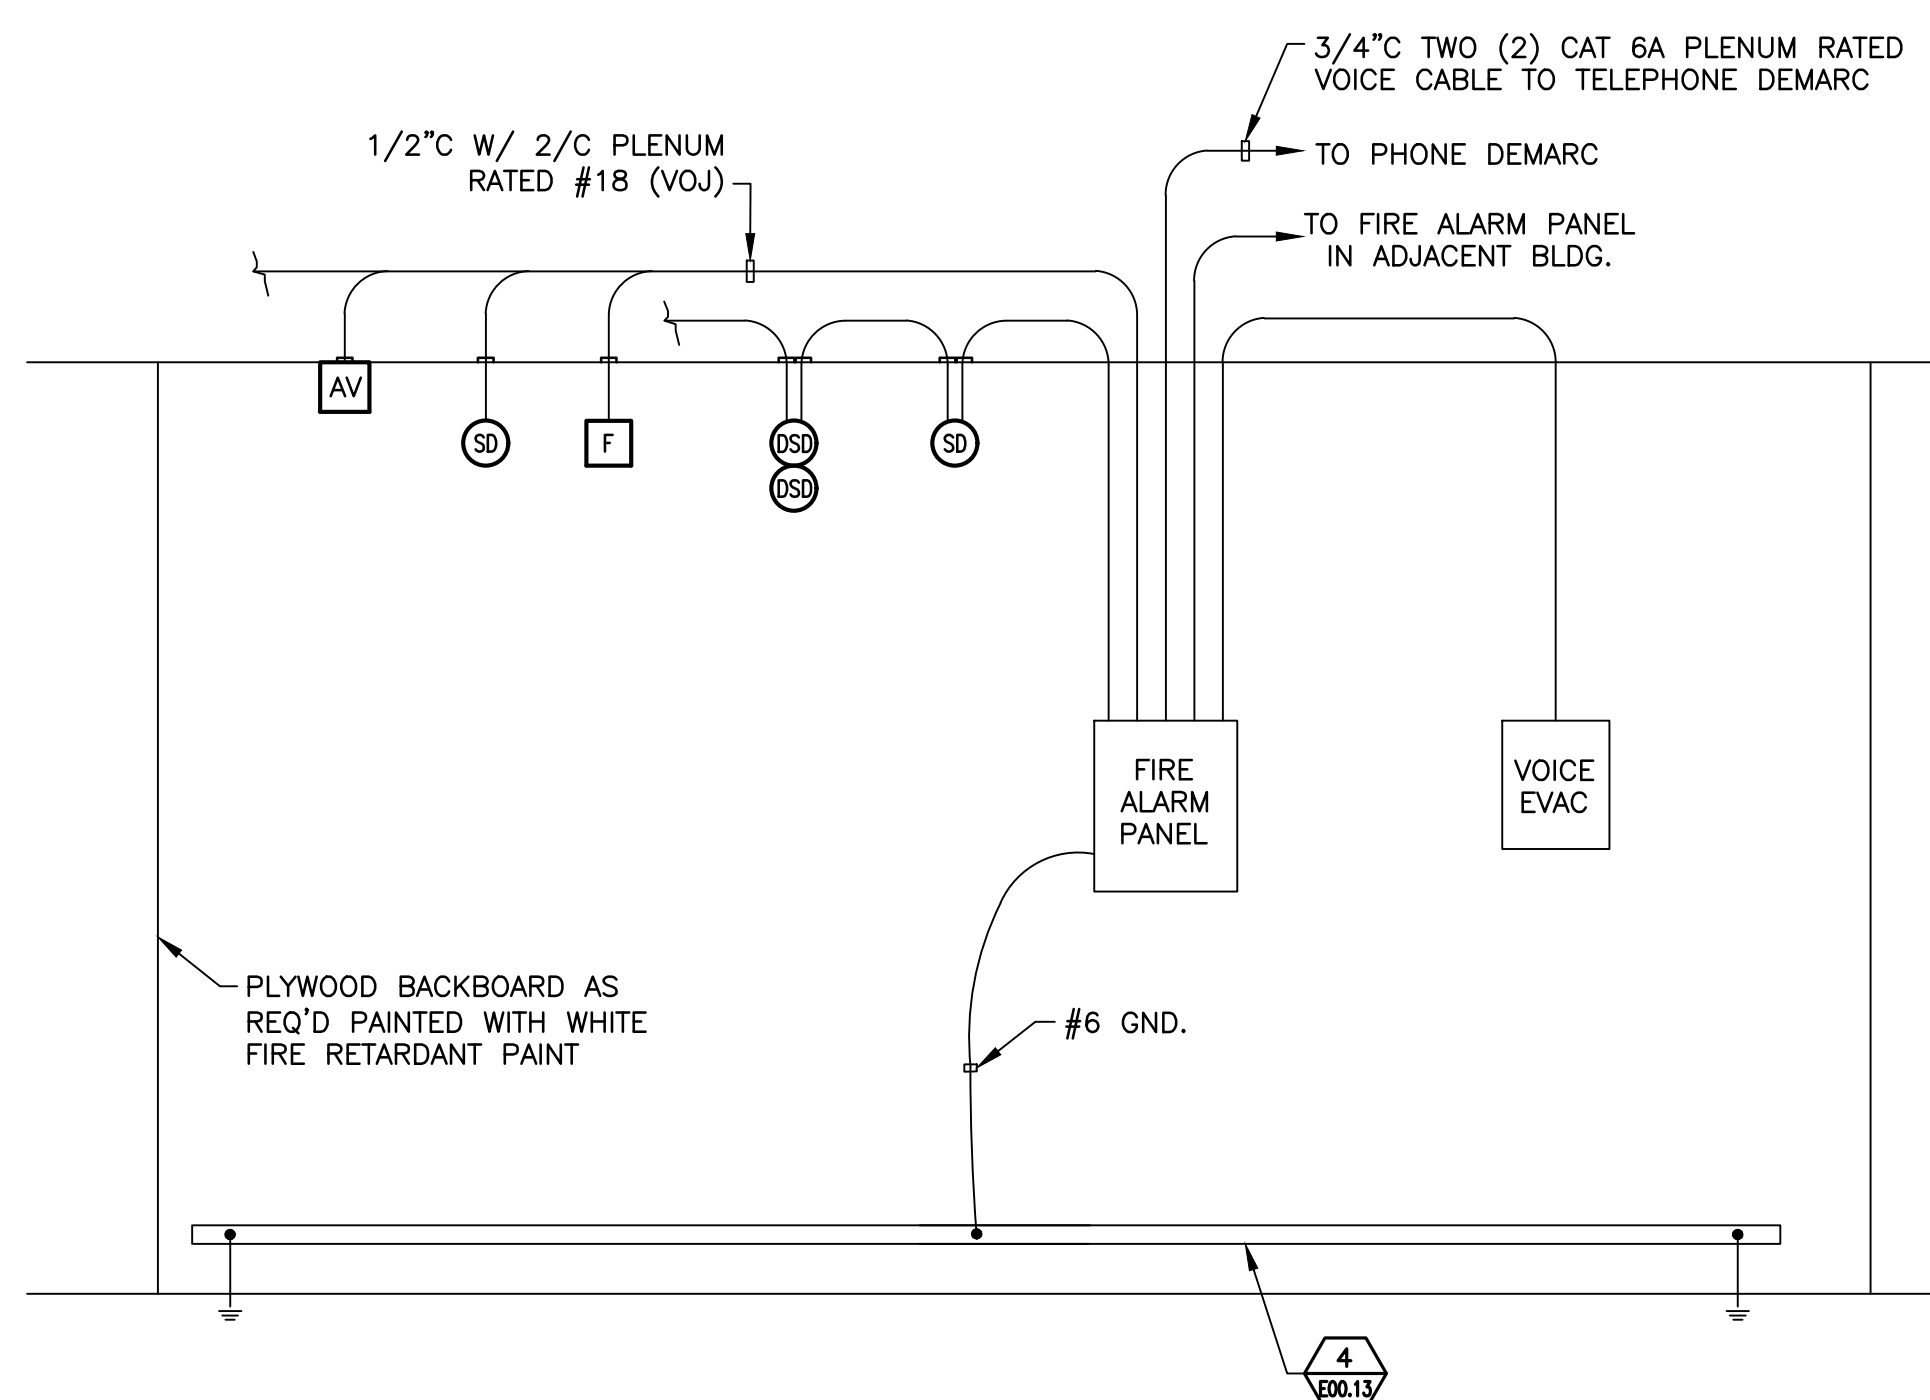 3/4"C TWO (2) CAT 6A PLENUM RATED
VOICE CABLE TO TELEPHONE DEMARC
1/2"C W/ 2/C PLENUM
RATED #18 (VOJ)
TO PHONE DEMARC
TO FIRE ALARM PANEL
IN ADJACENT BLDG.
AV
SD
F
DSD
SD
DSD
FIRE
ALARM
PANEL
VOICE
EVAC
PLYWOOD BACKBOARD AS
REQ'D PAINTED WITH WHITE
FIRE RETARDANT PAINT
#6 GND.
4
E00.13